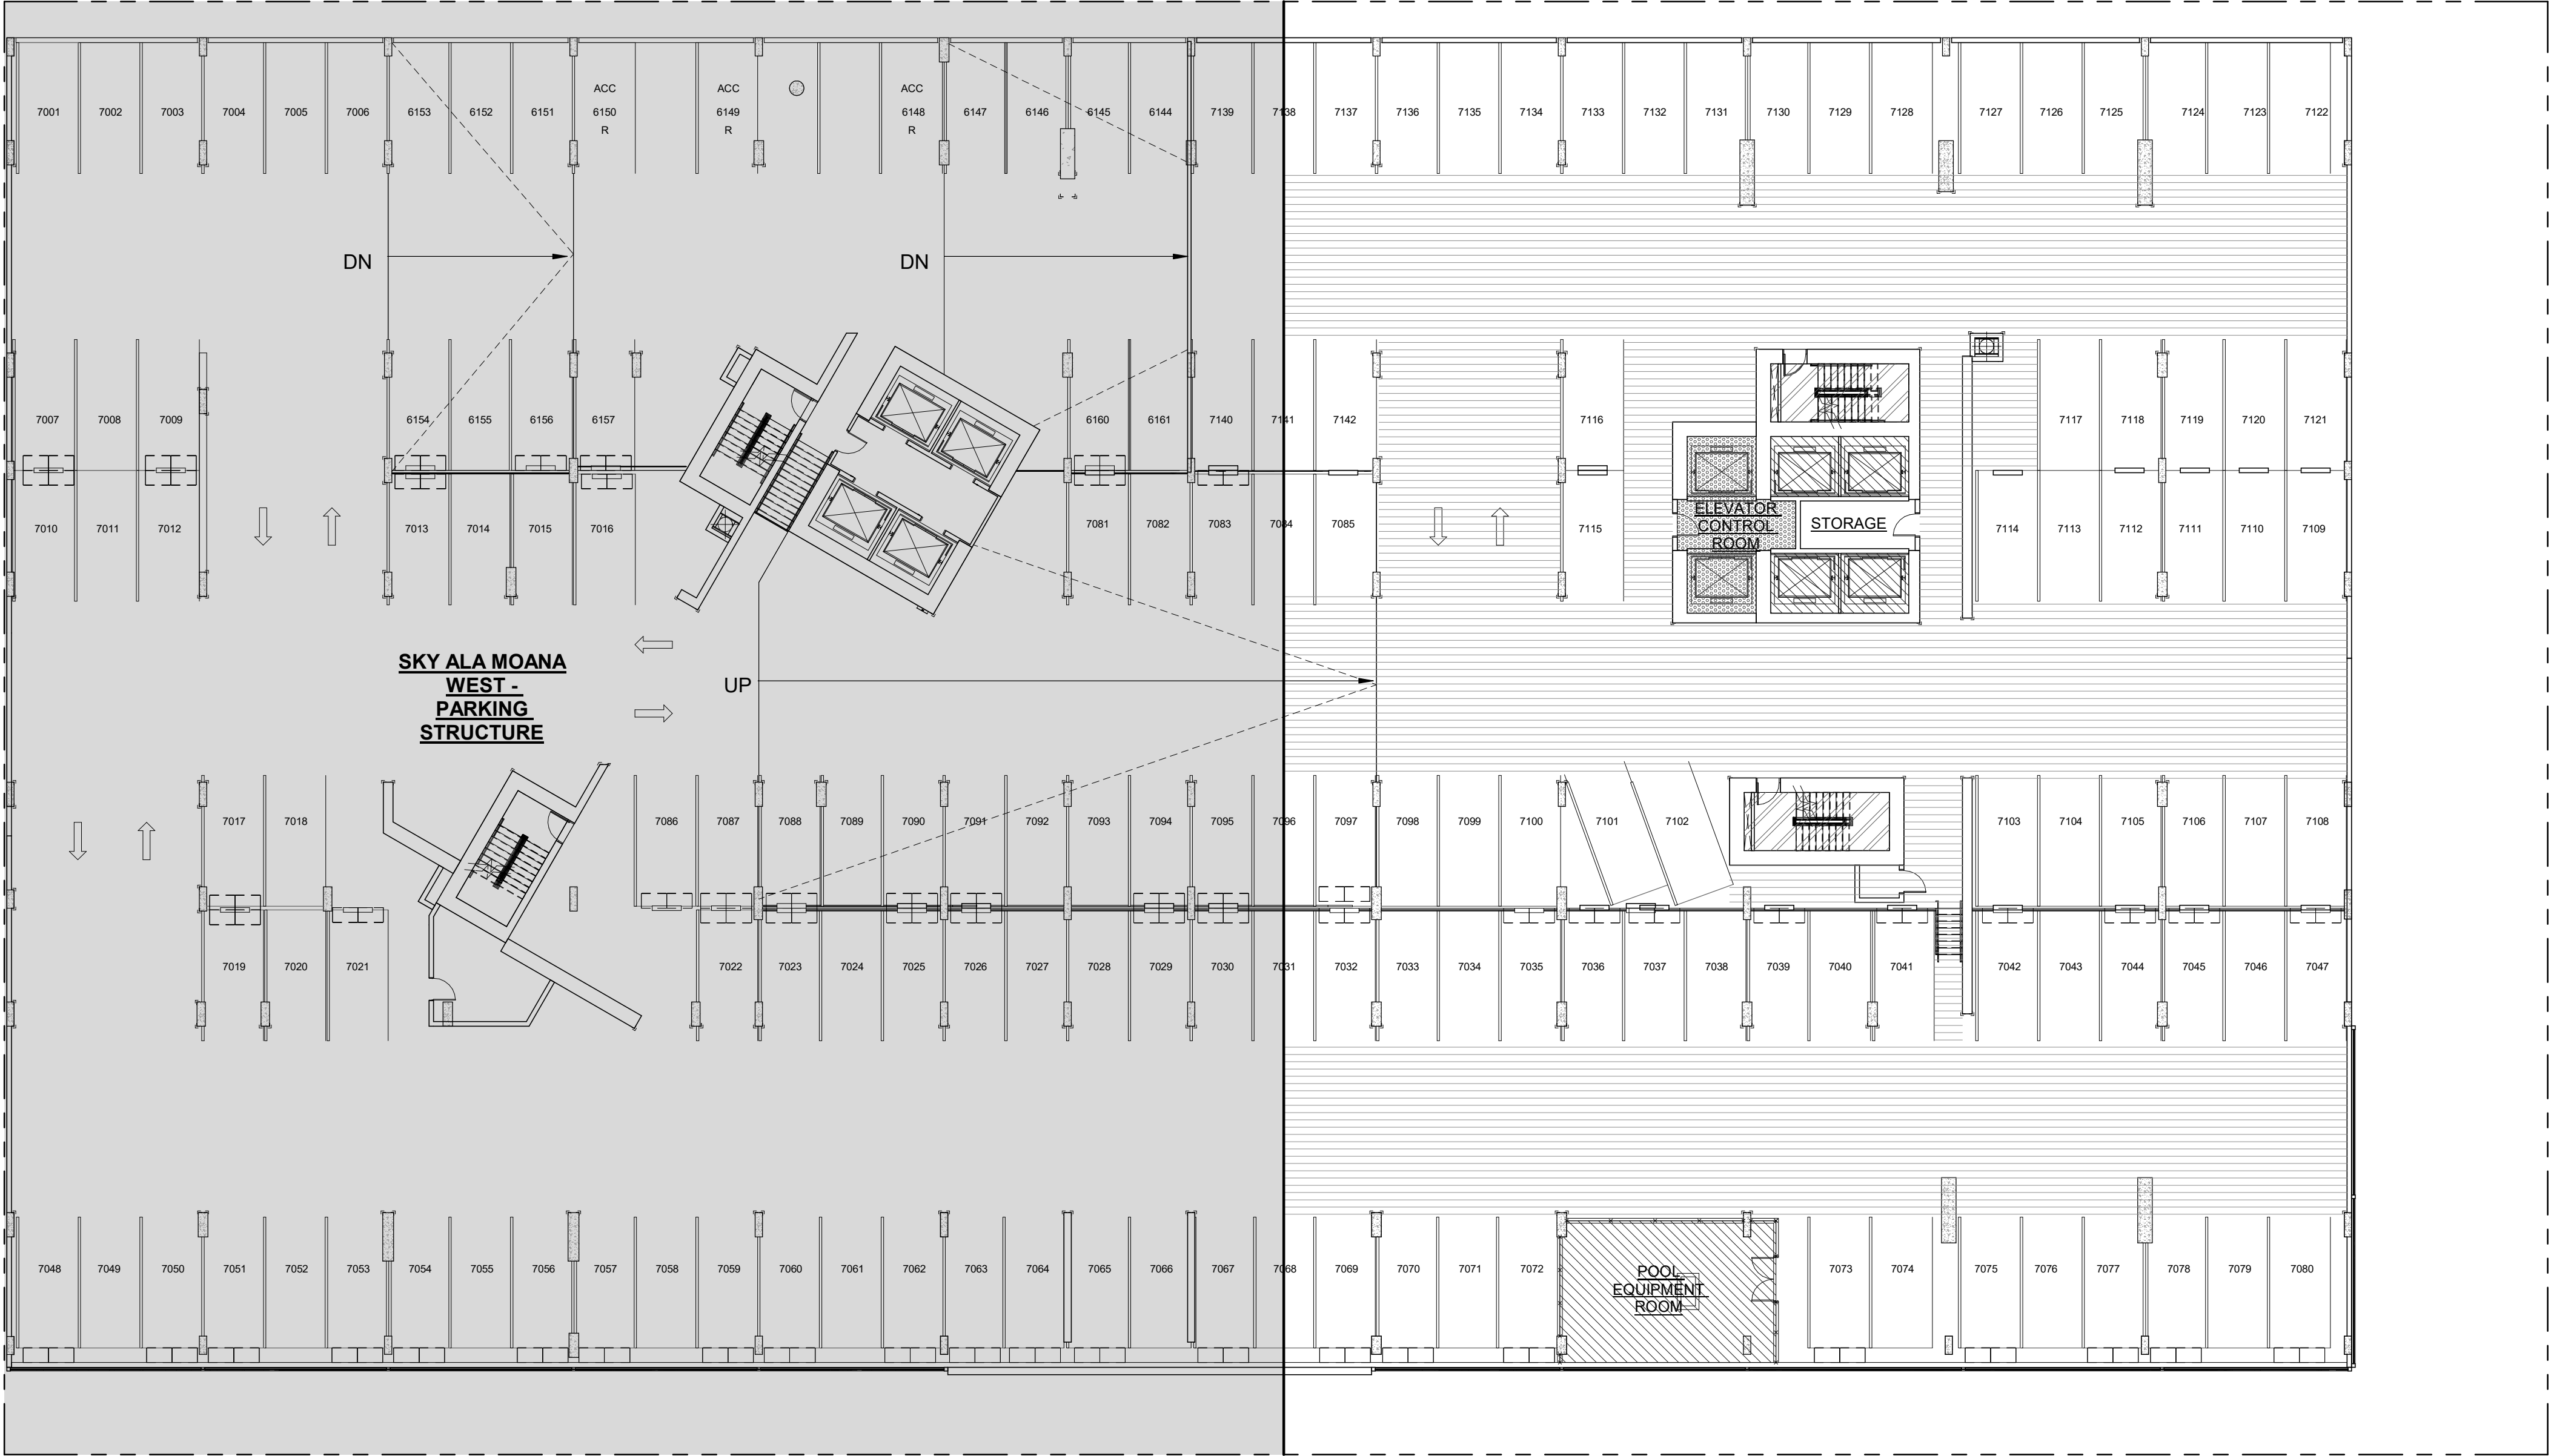 ACC ACC ACC
7001 7002 7003 7004 7005 7006 6153 6152 6151 6150 6149 6148 6147 6146 6145 6144 7139 7138 7137 7136 7135 7134 7133 7132 7131 7130 7129 7128 7127 7126 7125 7124 7123 7122
R R R
DN DN
7007 7008 7009 6154 6155 6156 6157 6160 6161 7140 7141 7142 7116 7117 7118 7119 7120 7121
7010 7011 7012 7013 7014 7015 7016 7081 7082 7083 7084 7085 7115 7114 7113 7112 7111 7110 7109
ELEVATOR
CONTROL
ROOM
STORAGE
SKY ALA MOANA
WEST -
PARKING
STRUCTURE
UP
7017 7018 7086 7087 7088 7089 7090 7091 7092 7093 7094 7095 7096 7097 7098 7099 7100 7101 7102 7103 7104 7105 7106 7107 7108
7019 7020 7021 7022 7023 7024 7025 7026 7027 7028 7029 7030 7031 7032 7033 7034 7035 7036 7037 7038 7039 7040 7041 7042 7043 7044 7045 7046 7047
7048 7049 7050 7051 7052 7053 7054 7055 7056 7057 7058 7059 7060 7061 7062 7063 7064 7065 7066 7067 7068 7069 7070 7071 7072 7073 7074 7075 7076 7077 7078 7079 7080
POOL
EQUIPMENT
ROOM